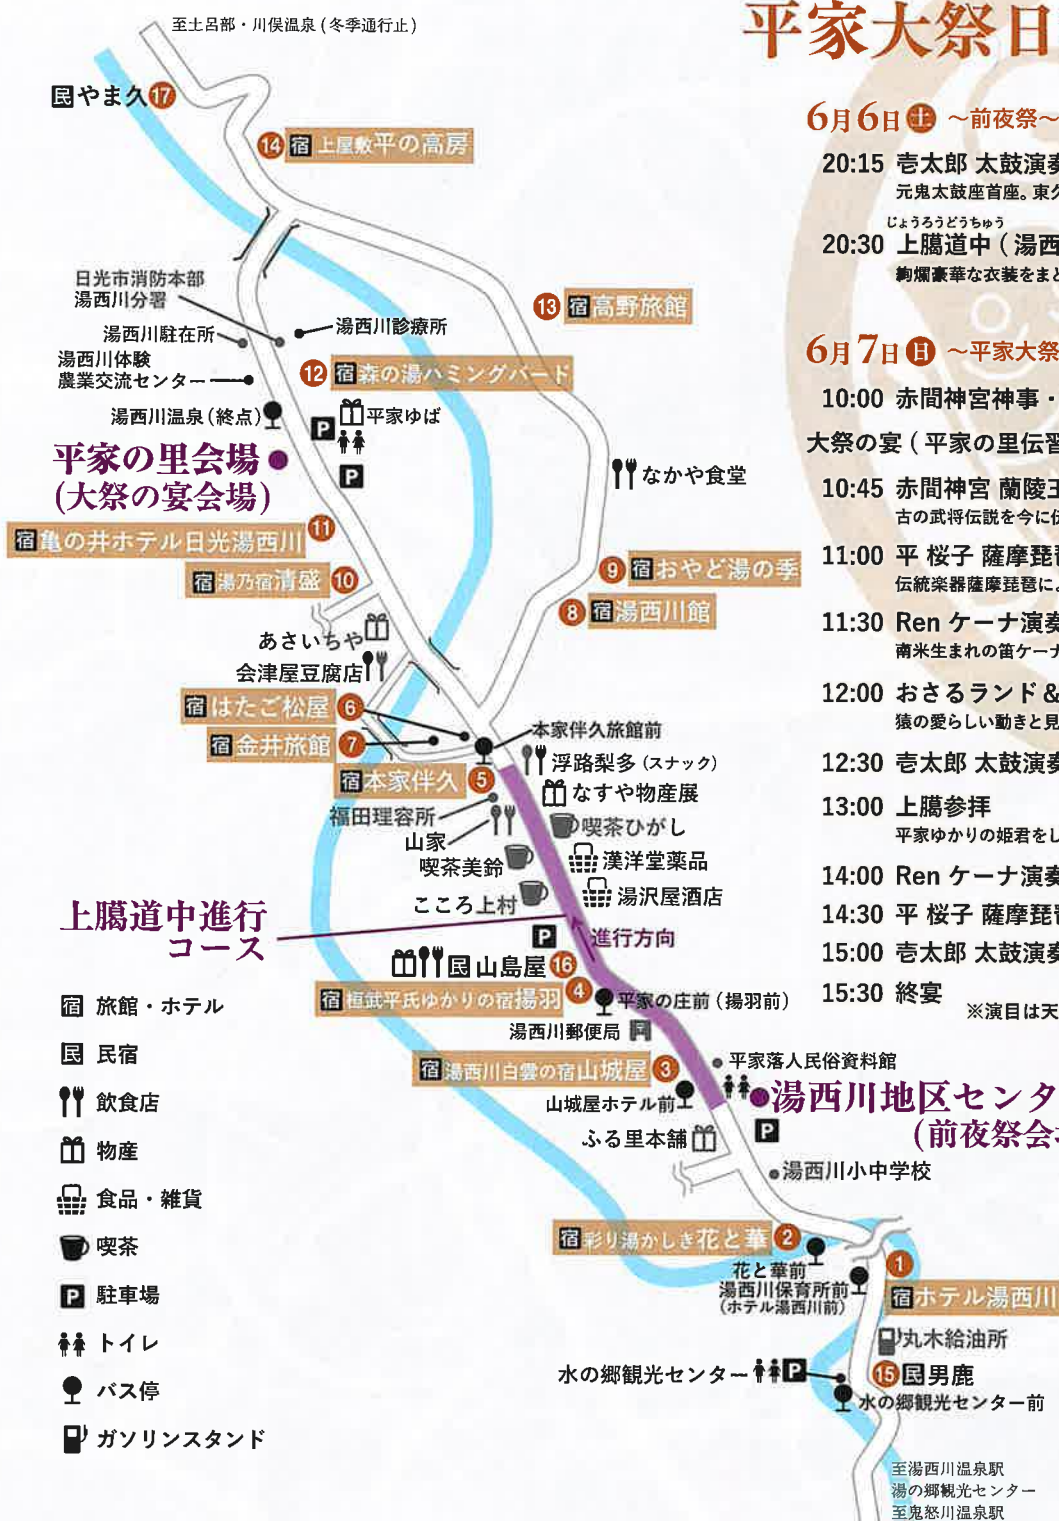 至土呂部・川俣温泉(冬季通行止)
民やま久17
14 宿 上屋敷平の高房
日光市消防本部
湯西川分署
湯西川駐在所
湯西川診療所
湯西川体験
農業交流センター
13 宿高野旅館
12 宿森の湯ハミングバード
湯西川温泉(終点)
P 平家ゆば
平家の里会場
(大祭の宴会場)
P
なかや食堂
宿亀の井ホテル日光湯西川 11
宿湯乃宿清盛 10
9 宿おやど湯の季
8 宿湯西川館
あさいちや
会津屋豆腐店
宿はたご松屋 6
宿金井旅館 7
本家伴久旅館前
宿本家伴久 5
浮路梨多(スナック)
なすや物産展
福田理容所
山家
喫茶ひがし
喫茶美鈴
漢洋堂薬品
こころ上村
湯沢屋酒店
上臈道中進行
コース
P
進行方向
民山島屋16
宿桓武平氏ゆかりの宿揚羽 4
平家の庄前(揚羽前)
湯西川郵便局
宿湯西川白雲の宿山城屋 3
平家落人民俗資料館
山城屋ホテル前
湯西川地区センタ
(前夜祭会場
ふる里本舗
P
湯西川小中学校
宿彩り湯かしき花と華 2
花と華前
湯西川保育所前
(ホテル湯西川前)
1
宿ホテル湯西川
丸木給油所
水の郷観光センター P
15民男鹿
水の郷観光センター前
至湯西川温泉駅
湯の郷観光センター
至鬼怒川温泉駅
宿 旅館・ホテル
民 民宿
飲食店
物産
食品・雑貨
喫茶
P 駐車場
トイレ
バス停
ガソリンスタンド
平家大祭日
6月6日土 ～前夜祭～
20:15 壱太郎 太鼓演奏
元鬼太鼓座首座。東久
じょうろうどうちゅう
20:30 上臈道中(湯西
絢爛豪華な衣装をまと
6月7日日 ～平家大祭
10:00 赤間神宮神事・
大祭の宴(平家の里伝習
10:45 赤間神宮 蘭陵王
古の武将伝説を今に伝
11:00 平 桜子 薩摩琵琶
伝統楽器薩摩琵琶によ
11:30 Ren ケーナ演奏
南米生まれの笛ケーナ
12:00 おさるランド&
猿の愛らしい動きと見
12:30 壱太郎 太鼓演奏
13:00 上臈参拝
平家ゆかりの姫君をし
14:00 Ren ケーナ演奏
14:30 平 桜子 薩摩琵琶
15:00 壱太郎 太鼓演奏
15:30 終宴
※演目は天